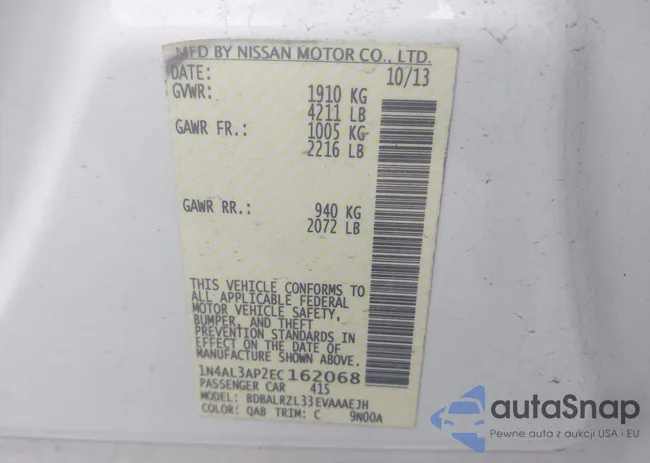 MFD BY NISSAN MOTOR CO., LTD.
DATE: 10/13
GVWR: 1910 KG
4211 LB
GAWR FR.: 1005 KG
2216 LB
GAWR RR.: 940 KG
2072 LB
THIS VEHICLE CONFORMS TO
ALL APPLICABLE FEDERAL
MOTOR VEHICLE SAFETY,
BUMPER, AND THEFT
PREVENTION STANDARDS IN
EFFECT ON THE DATE OF
MANUFACTURE SHOWN ABOVE.
1N4AL3AP2EC162068
PASSENGER CAR 415
MODEL: BDBALRZL33EVAAAEJH
COLOR: QAB TRIM: C 9N00A
autoSnap
Pewne auta z aukcji USA i EU